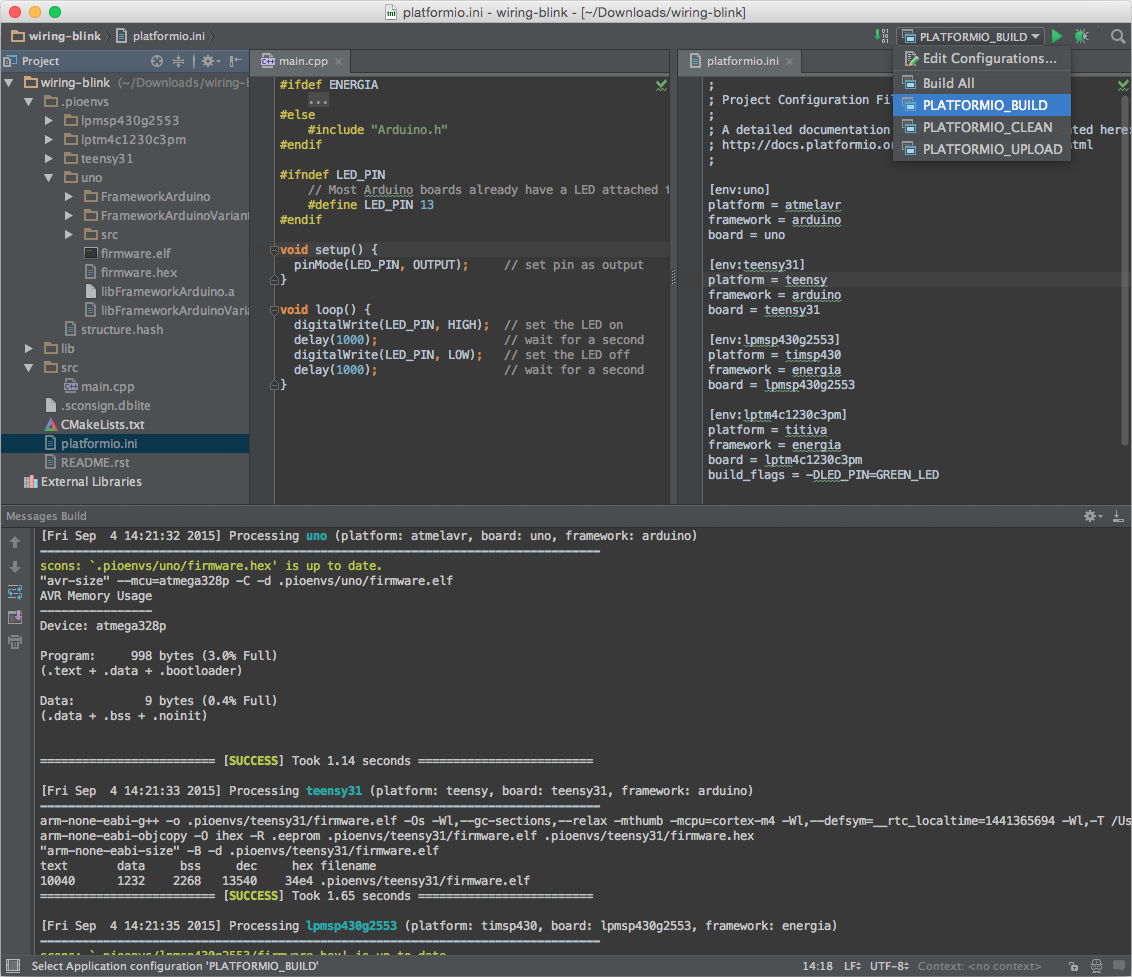 platformio.ini - wiring-blink - [~/Downloads/wiring-blink]
wiring-blink
platformio.ini
PLATFORMIO_BUILD
Edit Configurations...
Build All
PLATFORMIO_BUILD
PLATFORMIO_CLEAN
PLATFORMIO_UPLOAD
Project
wiring-blink (~/Downloads/wiring-
.pioenvs
lpmsp430g2553
lptm4c1230c3pm
teensy31
uno
FrameworkArduino
FrameworkArduinoVariant
src
firmware.elf
firmware.hex
libFrameworkArduino.a
libFrameworkArduinoVaria
structure.hash
lib
src
main.cpp
.sconsign.dblite
CMakeLists.txt
platformio.ini
README.rst
External Libraries
main.cpp
#ifdef ENERGIA
...
#else
#include "Arduino.h"
#endif
#ifndef LED_PIN
// Most Arduino boards already have a LED attached t
#define LED_PIN 13
#endif
void setup() {
pinMode(LED_PIN, OUTPUT); // set pin as output
}
void loop() {
digitalWrite(LED_PIN, HIGH); // set the LED on
delay(1000); // wait for a second
digitalWrite(LED_PIN, LOW); // set the LED off
delay(1000); // wait for a second
}
platformio.ini
;
; Project Configuration Fil
;
; A detailed documentation ted here:
; http://docs.platformio.or tml
;
[env:uno]
platform = atmelavr
framework = arduino
board = uno
[env:teensy31]
platform = teensy
framework = arduino
board = teensy31
[env:lpmsp430g2553]
platform = timsp430
framework = energia
board = lpmsp430g2553
[env:lptm4c1230c3pm]
platform = titiva
framework = energia
board = lptm4c1230c3pm
build_flags = -DLED_PIN=GREEN_LED
Messages Build
[Fri Sep  4 14:21:32 2015] Processing uno (platform: atmelavr, board: uno, framework: arduino)
--------------------------------------------------------------------------------
scons: `.pioenvs/uno/firmware.hex' is up to date.
"avr-size" --mcu=atmega328p -C -d .pioenvs/uno/firmware.elf
AVR Memory Usage
----------------
Device: atmega328p
Program:     998 bytes (3.0% Full)
(.text + .data + .bootloader)
Data:          9 bytes (0.4% Full)
(.data + .bss + .noinit)
========================= [SUCCESS] Took 1.14 seconds =========================
[Fri Sep  4 14:21:33 2015] Processing teensy31 (platform: teensy, board: teensy31, framework: arduino)
--------------------------------------------------------------------------------
arm-none-eabi-g++ -o .pioenvs/teensy31/firmware.elf -Os -Wl,--gc-sections,--relax -mthumb -mcpu=cortex-m4 -Wl,--defsym=__rtc_localtime=1441365694 -Wl,-T /Us
arm-none-eabi-objcopy -O ihex -R .eeprom .pioenvs/teensy31/firmware.elf .pioenvs/teensy31/firmware.hex
"arm-none-eabi-size" -B -d .pioenvs/teensy31/firmware.elf
text       data     bss     dec     hex filename
10040      1232    2268   13540    34e4 .pioenvs/teensy31/firmware.elf
========================= [SUCCESS] Took 1.65 seconds =========================
[Fri Sep  4 14:21:35 2015] Processing lpmsp430g2553 (platform: timsp430, board: lpmsp430g2553, framework: energia)
--------------------------------------------------------------------------------
scons: `.pioenvs/lpmsp430g2553/firmware.hex' is up to date
Select Application configuration 'PLATFORMIO_BUILD'
14:18 LF UTF-8 Context: <no context>